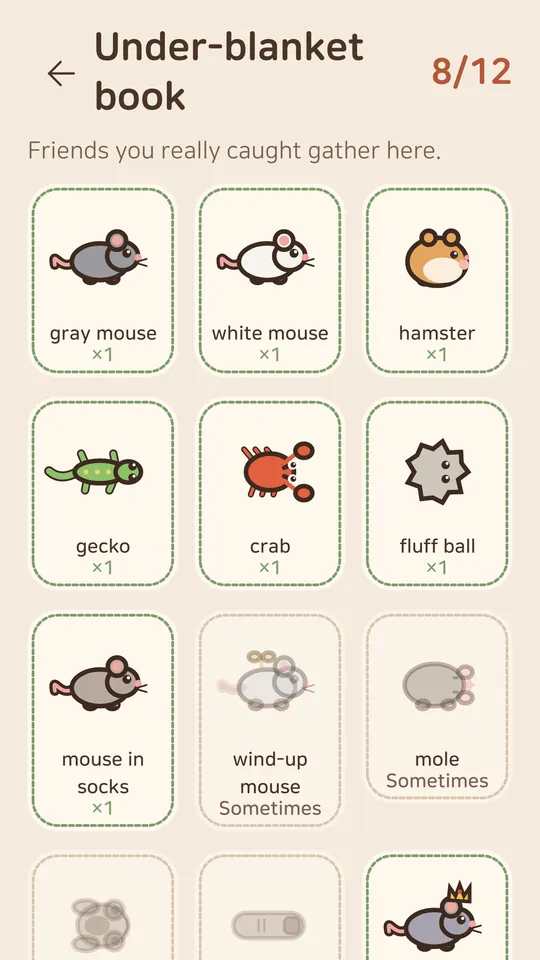 Under-blanket
book
8/12
Friends you really caught gather here.
gray mouse
×1
white mouse
×1
hamster
×1
gecko
×1
crab
×1
fluff ball
×1
mouse in
socks
×1
wind-up
mouse
Sometimes
mole
Sometimes